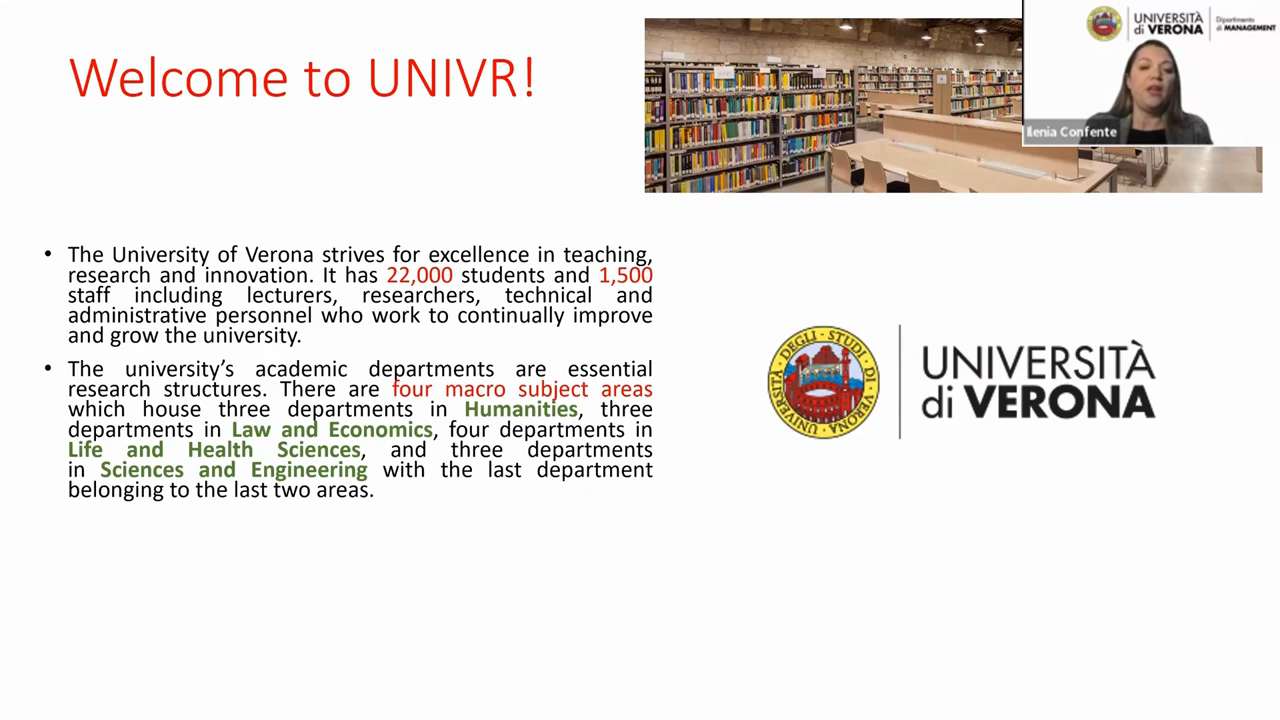 Welcome to UNIVR!
UNIVERSITÀ
di VERONA
Dipartimento
di MANAGEMENT
Ilenia Confente
• The University of Verona strives for excellence in teaching,
research and innovation. It has 22,000 students and 1,500
staff including lecturers, researchers, technical and
administrative personnel who work to continually improve
and grow the university.
• The university’s academic departments are essential
research structures. There are four macro subject areas
which house three departments in Humanities, three
departments in Law and Economics, four departments in
Life and Health Sciences, and three departments
in Sciences and Engineering with the last department
belonging to the last two areas.
UNIVERSITÀ DEGLI · STUDI · DI · VERONA
UNIVERSITÀ
di VERONA